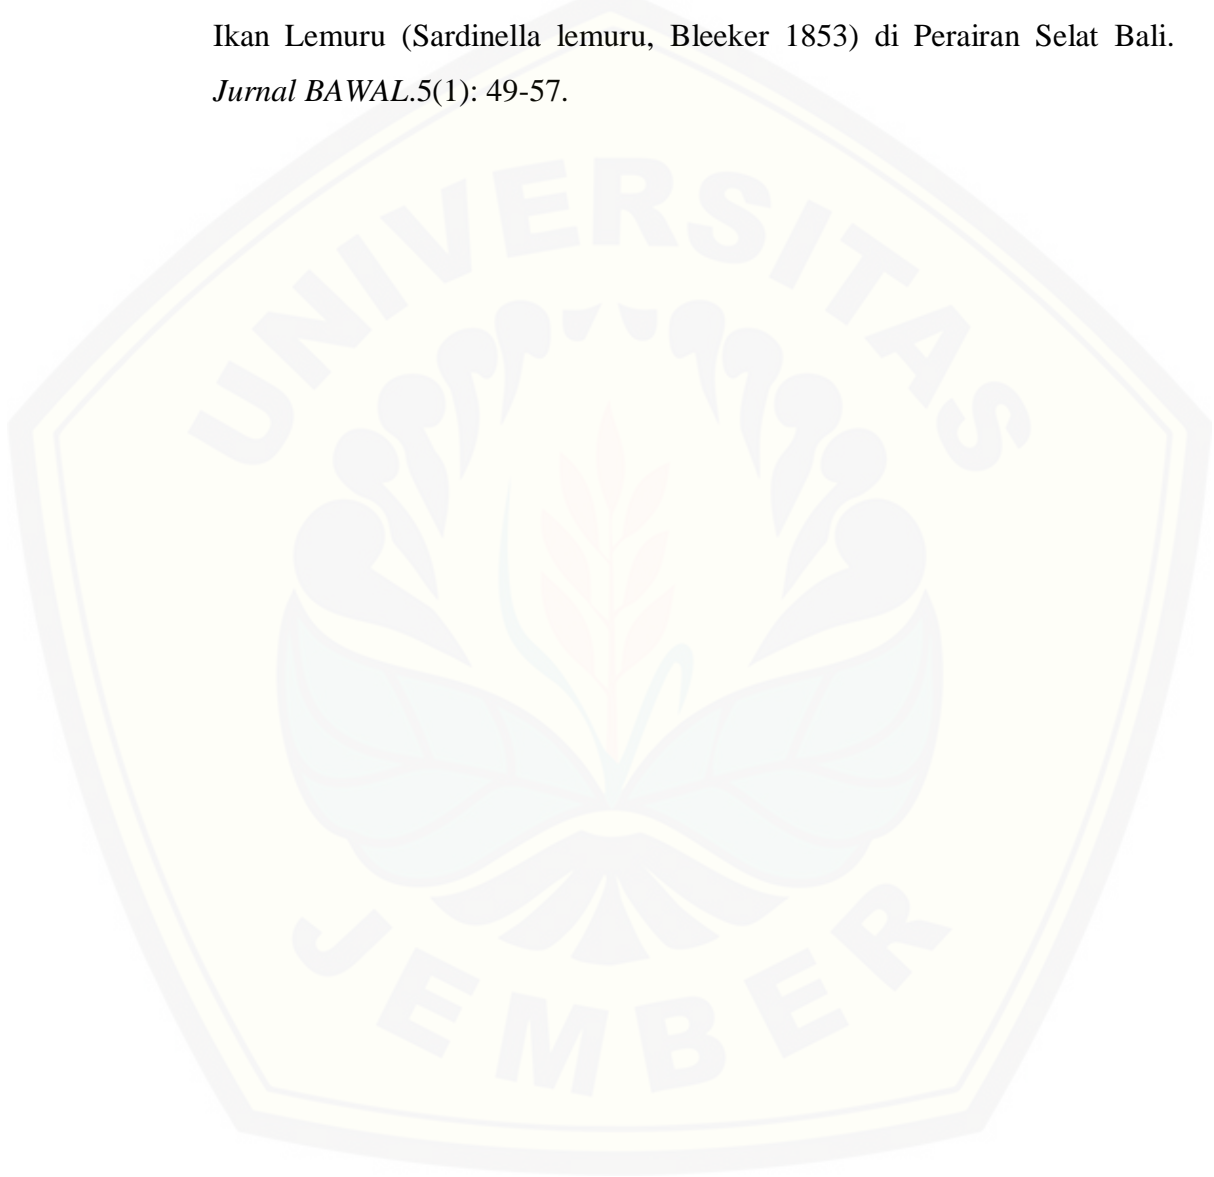 Ikan Lemuru (Sardinella lemuru, Bleeker 1853) di Perairan Selat Bali.
Jurnal BAWAL.5(1): 49-57.
UNIVERSITAS
JEMBER